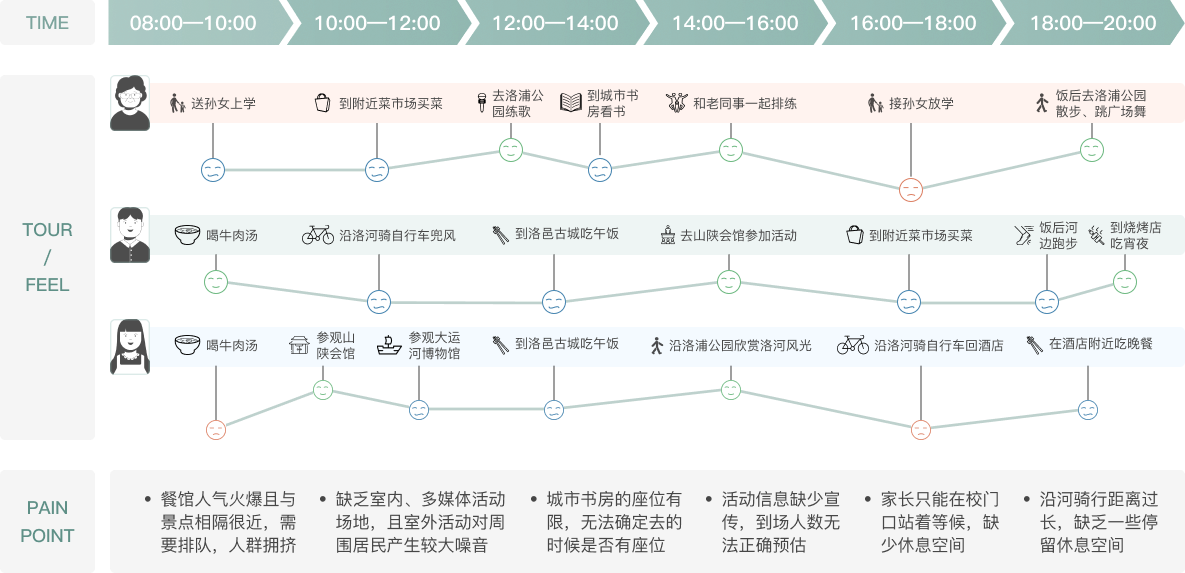 TIME
08:00—10:00
10:00—12:00
12:00—14:00
14:00—16:00
16:00—18:00
18:00—20:00
TOUR
/
FEEL
送孙女上学
到附近菜市场买菜
去洛浦公
园练歌
到城市书
房看书
和老同事一起排练
接孙女放学
饭后去洛浦公园
散步、跳广场舞
喝牛肉汤
沿洛河骑自行车兜风
到洛邑古城吃午饭
去山陕会馆参加活动
到附近菜市场买菜
饭后河
边跑步
到烧烤店
吃宵夜
喝牛肉汤
参观山
陕会馆
参观大运
河博物馆
到洛邑古城吃午饭
沿洛浦公园欣赏洛河风光
沿洛河骑自行车回酒店
在酒店附近吃晚餐
PAIN
POINT
• 餐馆人气火爆且与
景点相隔很近，需
要排队，人群拥挤
• 缺乏室内、多媒体活动
场地，且室外活动对周
围居民产生较大噪音
• 城市书房的座位有
限，无法确定去的
时候是否有座位
• 活动信息缺少宣
传，到场人数无
法正确预估
• 家长只能在校门
口站着等候，缺
少休息空间
• 沿河骑行距离过
长，缺乏一些停
留休息空间